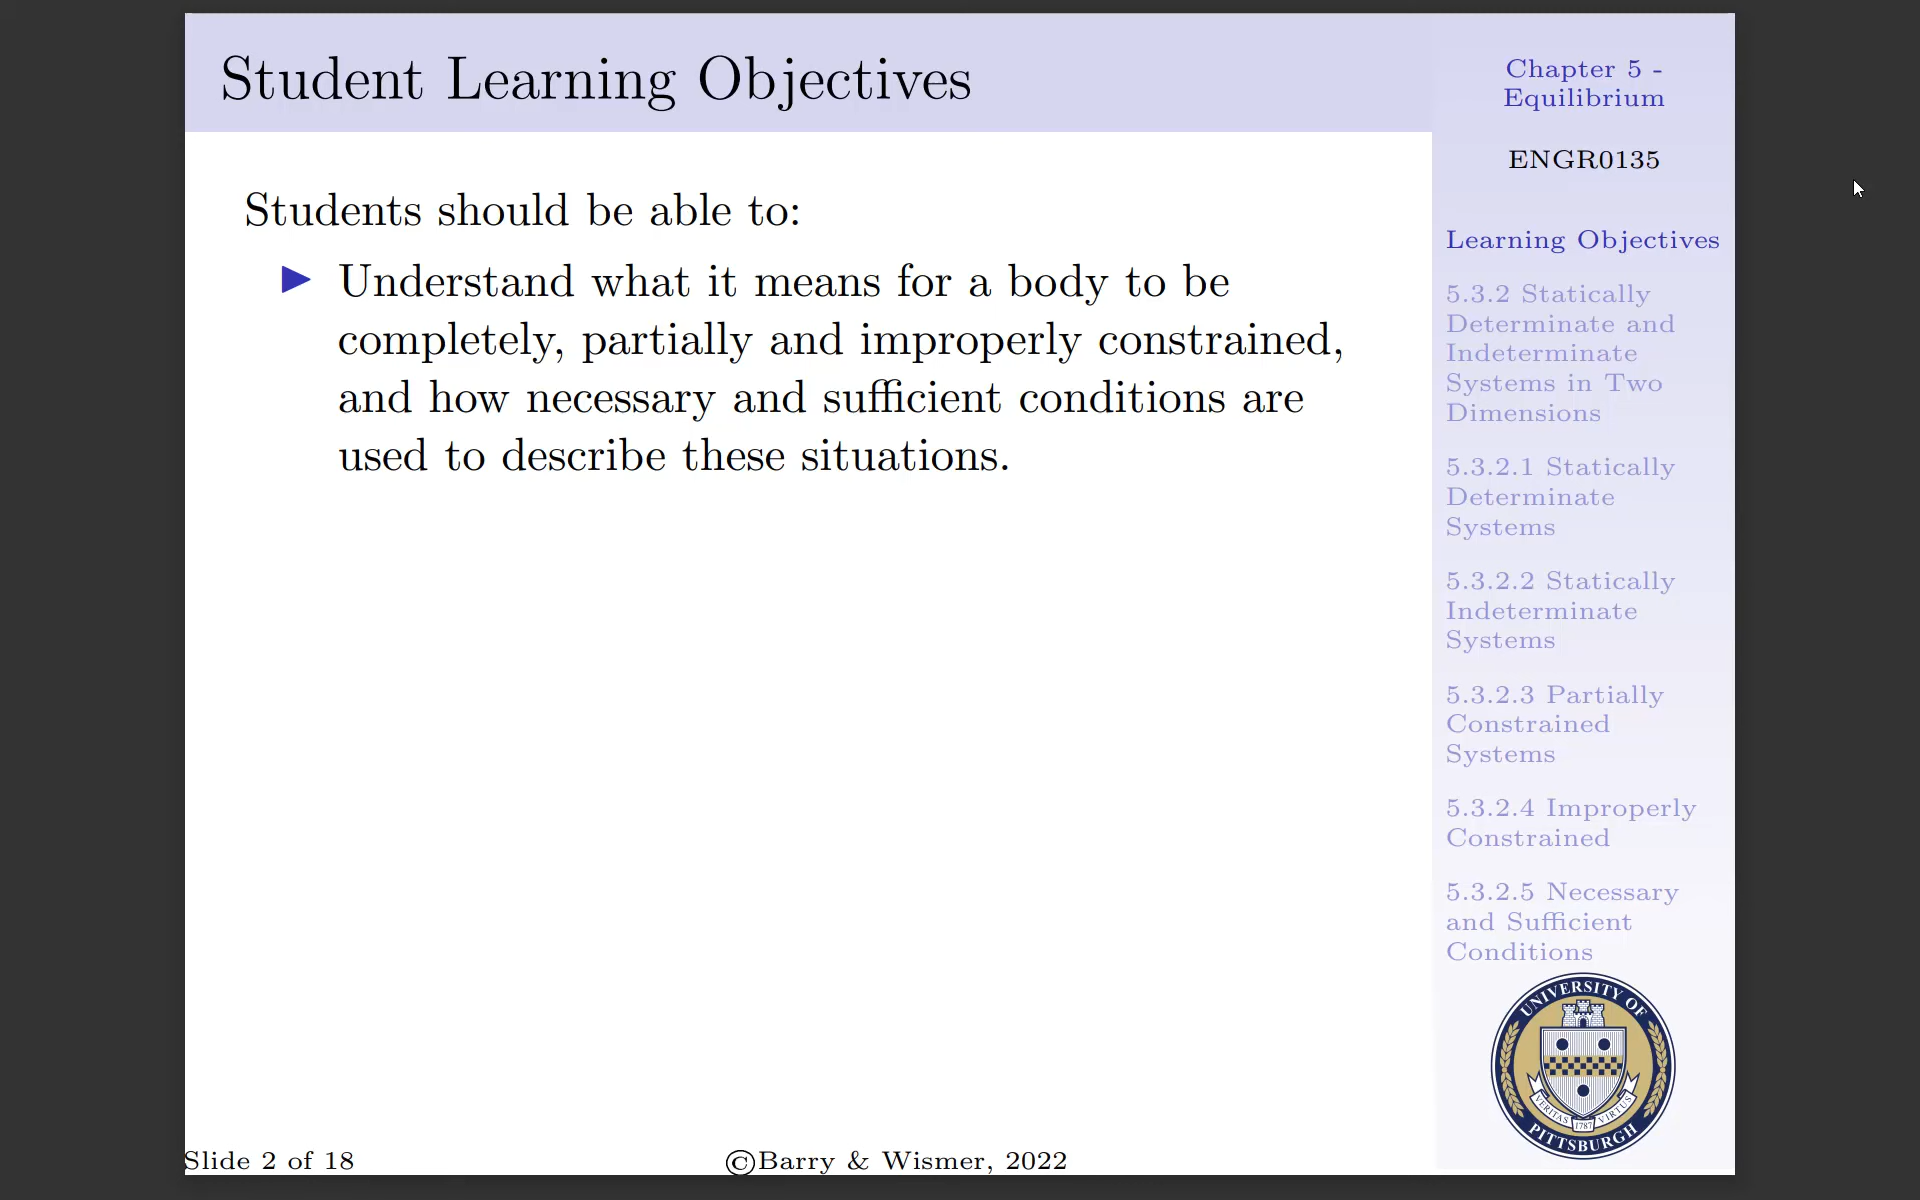 Student Learning Objectives
Students should be able to:
▶ Understand what it means for a body to be
completely, partially and improperly constrained,
and how necessary and sufficient conditions are
used to describe these situations.
Chapter 5 -
Equilibrium
ENGR0135
Learning Objectives
5.3.2 Statically
Determinate and
Indeterminate
Systems in Two
Dimensions
5.3.2.1 Statically
Determinate
Systems
5.3.2.2 Statically
Indeterminate
Systems
5.3.2.3 Partially
Constrained
Systems
5.3.2.4 Improperly
Constrained
5.3.2.5 Necessary
and Sufficient
Conditions
UNIVERSITY OF
VERITAS 1787 VIRTUS
PITTSBURGH
Slide 2 of 18
©Barry & Wismer, 2022